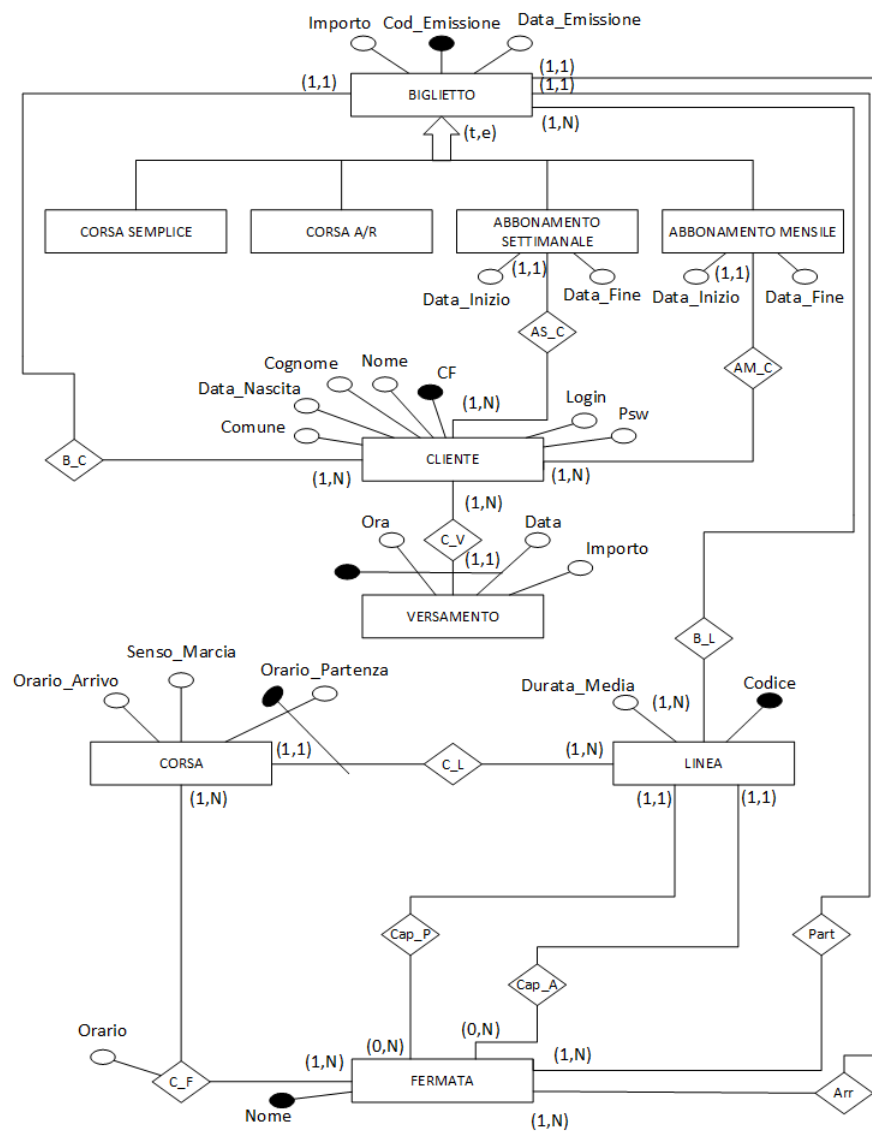 Importo Cod_Emissione Data_Emissione
(1,1) (1,1)
BIGLIETTO (1,1)
(t,e) (1,N)
CORSA SEMPLICE CORSA A/R ABBONAMENTO SETTIMANALE ABBONAMENTO MENSILE
(1,1) (1,1)
Data_Inizio Data_Fine Data_Inizio Data_Fine
AS_C
AM_C
Cognome Nome CF
Data_Nascita Login
Comune (1,N) Psw
B_C CLIENTE
(1,N) (1,N) (1,N)
Ora C_V Data
(1,1) Importo
VERSAMENTO
B_L
Senso_Marcia
Orario_Arrivo Orario_Partenza Durata_Media Codice
(1,N)
CORSA (1,1) C_L (1,N) LINEA
(1,N) (1,1) (1,1)
Cap_P Part
Cap_A
Orario (0,N)
(1,N) (0,N) (1,N)
C_F FERMATA Arr
Nome (1,N)